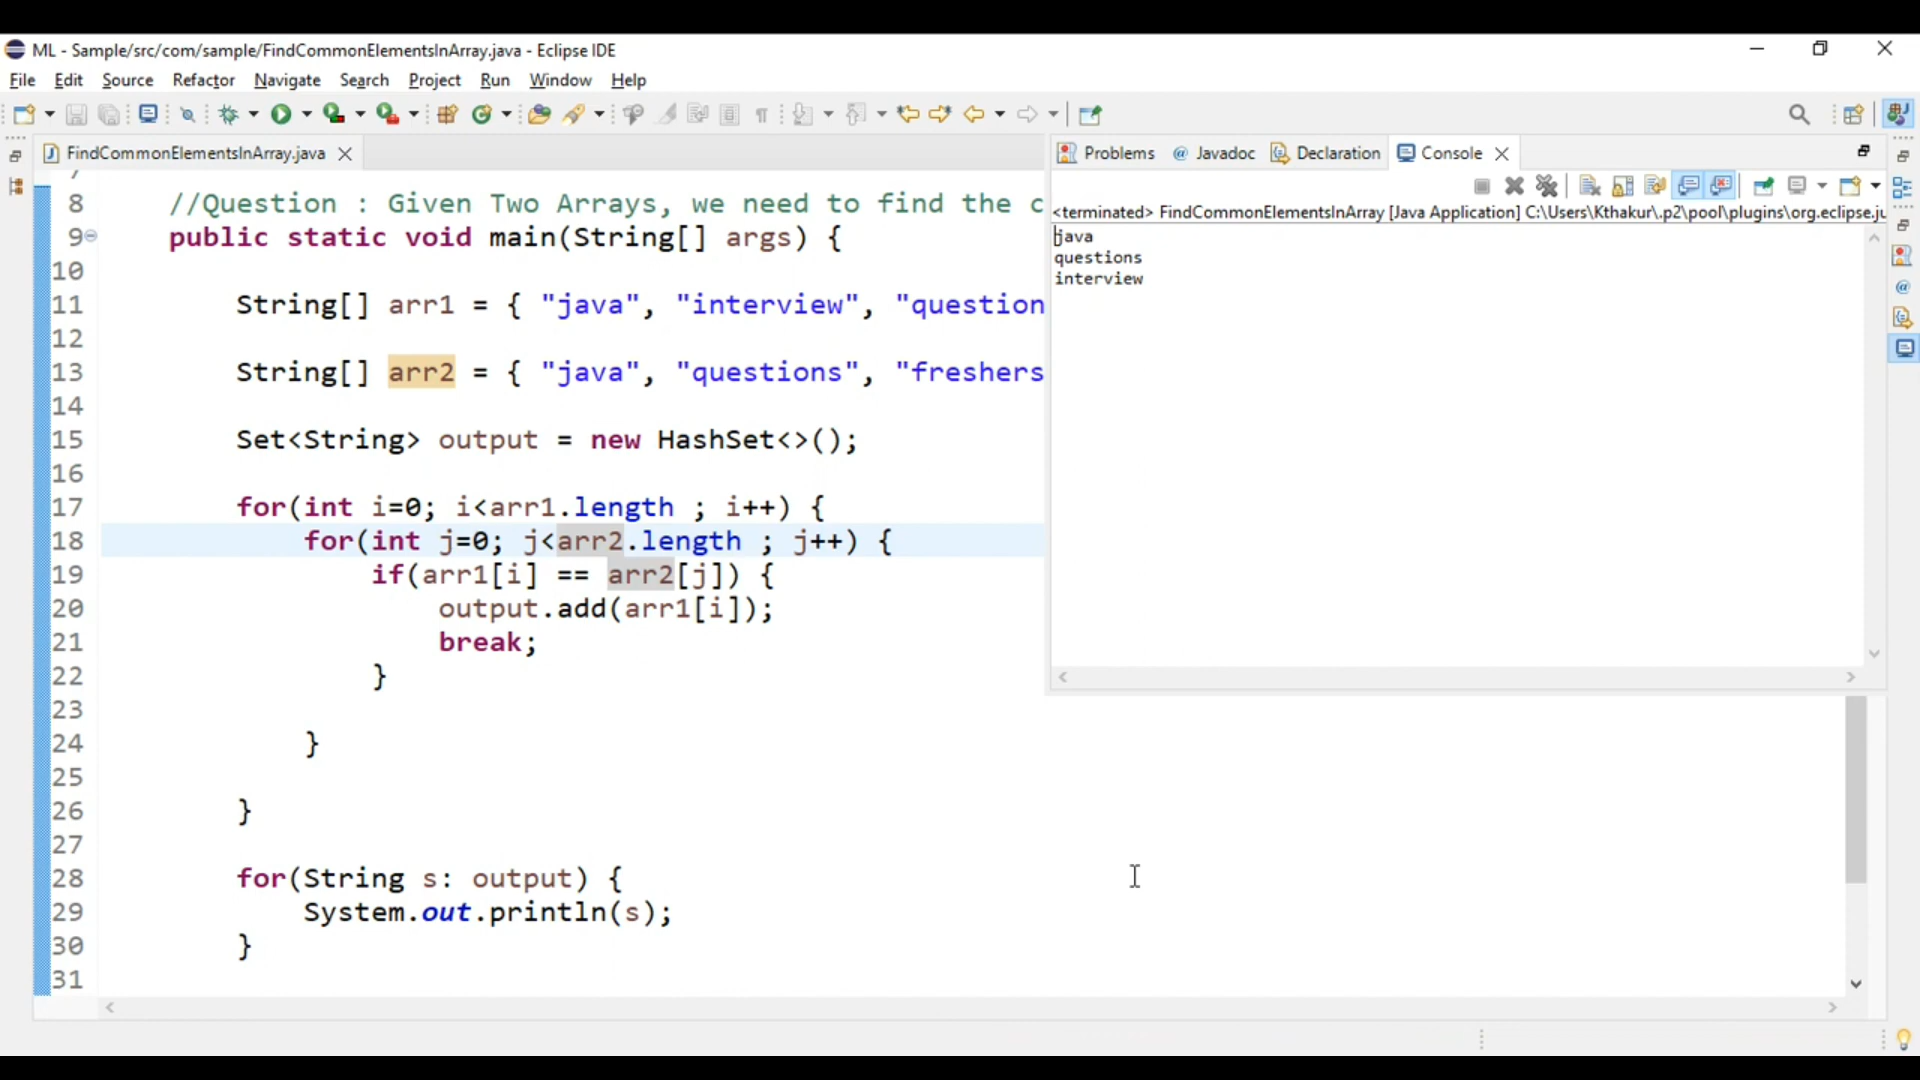 ML - Sample/src/com/sample/FindCommonElementsInArray.java - Eclipse IDE
File Edit Source Refactor Navigate Search Project Run Window Help
FindCommonElementsInArray.java
8 //Question : Given Two Arrays, we need to find the c
9 public static void main(String[] args) {
10
11 String[] arr1 = { "java", "interview", "question
12
13 String[] arr2 = { "java", "questions", "freshers
14
15 Set<String> output = new HashSet<>();
16
17 for(int i=0; i<arr1.length ; i++) {
18 for(int j=0; j<arr2.length ; j++) {
19 if(arr1[i] == arr2[j]) {
20 output.add(arr1[i]);
21 break;
22 }
23
24 }
25
26 }
27
28 for(String s: output) {
29 System.out.println(s);
30 }
31
Problems @ Javadoc Declaration Console
<terminated> FindCommonElementsInArray [Java Application] C:\Users\Kthakur\.p2\pool\plugins\org.eclipse.ju
java
questions
interview